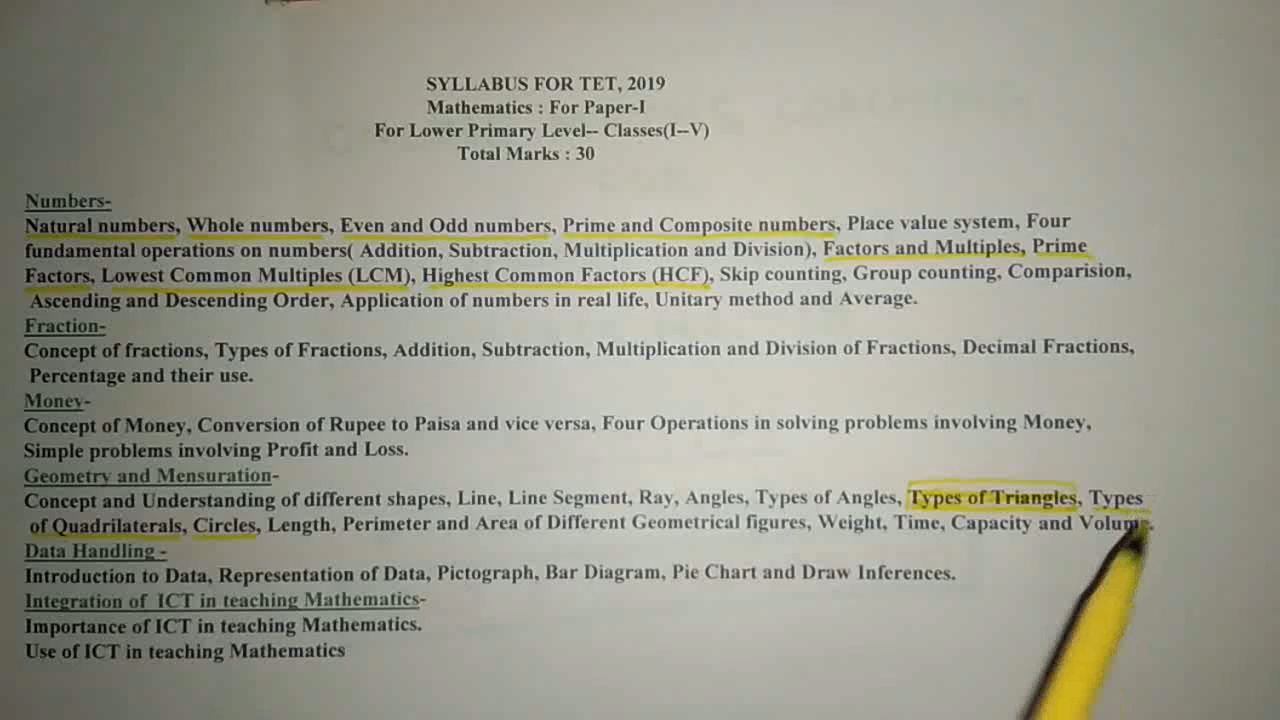 SYLLABUS FOR TET, 2019
Mathematics : For Paper-I
For Lower Primary Level-- Classes(I--V)
Total Marks : 30
Numbers-
Natural numbers, Whole numbers, Even and Odd numbers, Prime and Composite numbers, Place value system, Four
fundamental operations on numbers( Addition, Subtraction, Multiplication and Division), Factors and Multiples, Prime
Factors, Lowest Common Multiples (LCM), Highest Common Factors (HCF), Skip counting, Group counting, Comparision,
Ascending and Descending Order, Application of numbers in real life, Unitary method and Average.
Fraction-
Concept of fractions, Types of Fractions, Addition, Subtraction, Multiplication and Division of Fractions, Decimal Fractions,
Percentage and their use.
Money-
Concept of Money, Conversion of Rupee to Paisa and vice versa, Four Operations in solving problems involving Money,
Simple problems involving Profit and Loss.
Geometry and Mensuration-
Concept and Understanding of different shapes, Line, Line Segment, Ray, Angles, Types of Angles, Types of Triangles, Types
of Quadrilaterals, Circles, Length, Perimeter and Area of Different Geometrical figures, Weight, Time, Capacity and Volume.
Data Handling -
Introduction to Data, Representation of Data, Pictograph, Bar Diagram, Pie Chart and Draw Inferences.
Integration of ICT in teaching Mathematics-
Importance of ICT in teaching Mathematics.
Use of ICT in teaching Mathematics